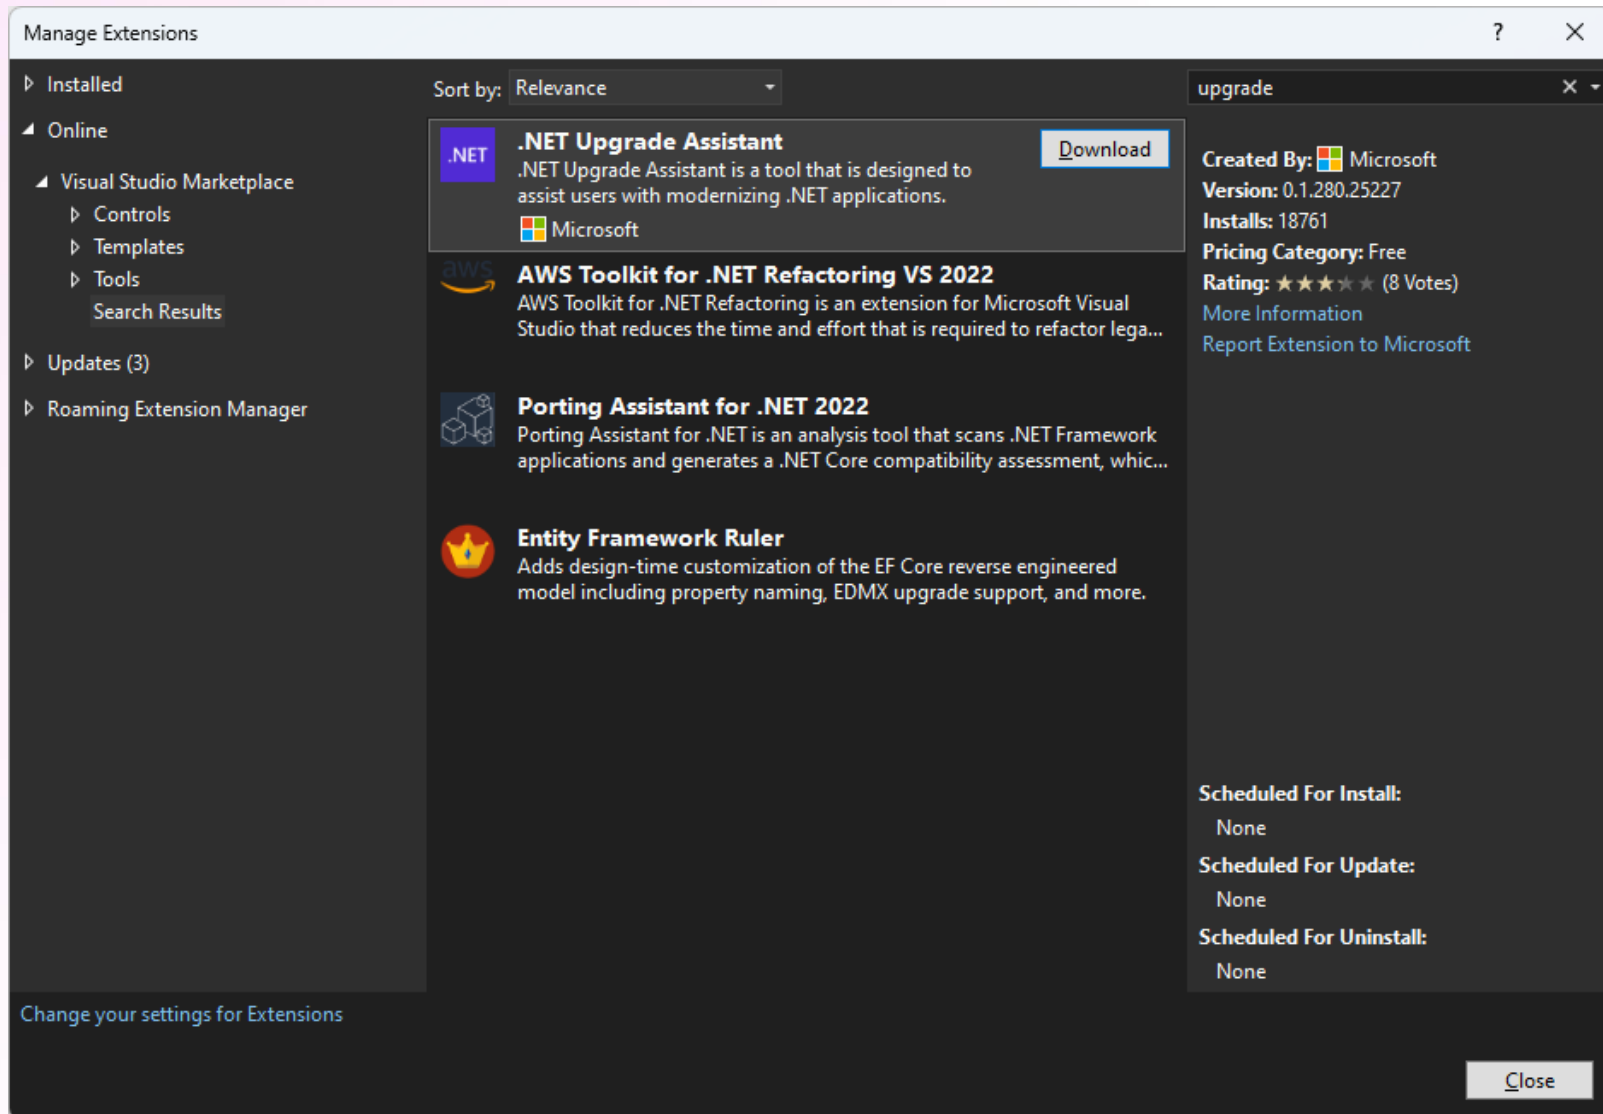 Manage Extensions
?
Installed
Online
Visual Studio Marketplace
Controls
Templates
Tools
Search Results
Updates (3)
Roaming Extension Manager
Change your settings for Extensions
Sort by: Relevance
.NET
.NET Upgrade Assistant
.NET Upgrade Assistant is a tool that is designed to
assist users with modernizing .NET applications.
Microsoft
Download
aws
AWS Toolkit for .NET Refactoring VS 2022
AWS Toolkit for .NET Refactoring is an extension for Microsoft Visual
Studio that reduces the time and effort that is required to refactor lega...
Porting Assistant for .NET 2022
Porting Assistant for .NET is an analysis tool that scans .NET Framework
applications and generates a .NET Core compatibility assessment, whic...
Entity Framework Ruler
Adds design-time customization of the EF Core reverse engineered
model including property naming, EDMX upgrade support, and more.
upgrade
Created By: Microsoft
Version: 0.1.280.25227
Installs: 18761
Pricing Category: Free
Rating: ★★★★★ (8 Votes)
More Information
Report Extension to Microsoft
Scheduled For Install:
None
Scheduled For Update:
None
Scheduled For Uninstall:
None
Close